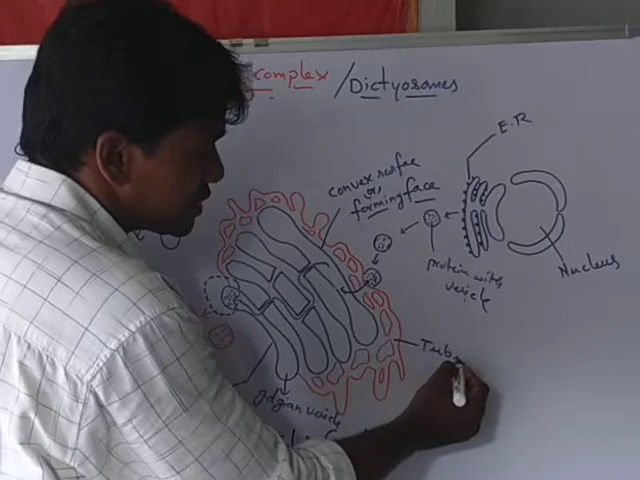 complex / Dictyosomes
E.R
convex surface
or
forming face
protein with
vesicle
Nucleus
Tub
golgian vesicle